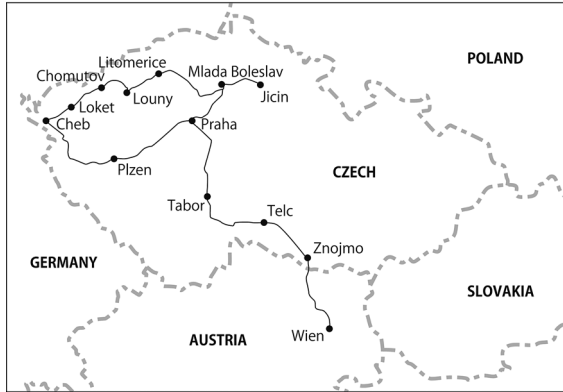 POLAND
Litomerice
Chomutov
Mlada Boleslav
Loket
Louny
Jicin
Cheb
Praha
Plzen
CZECH
Tabor
Telc
Znojmo
GERMANY
SLOVAKIA
AUSTRIA
Wien